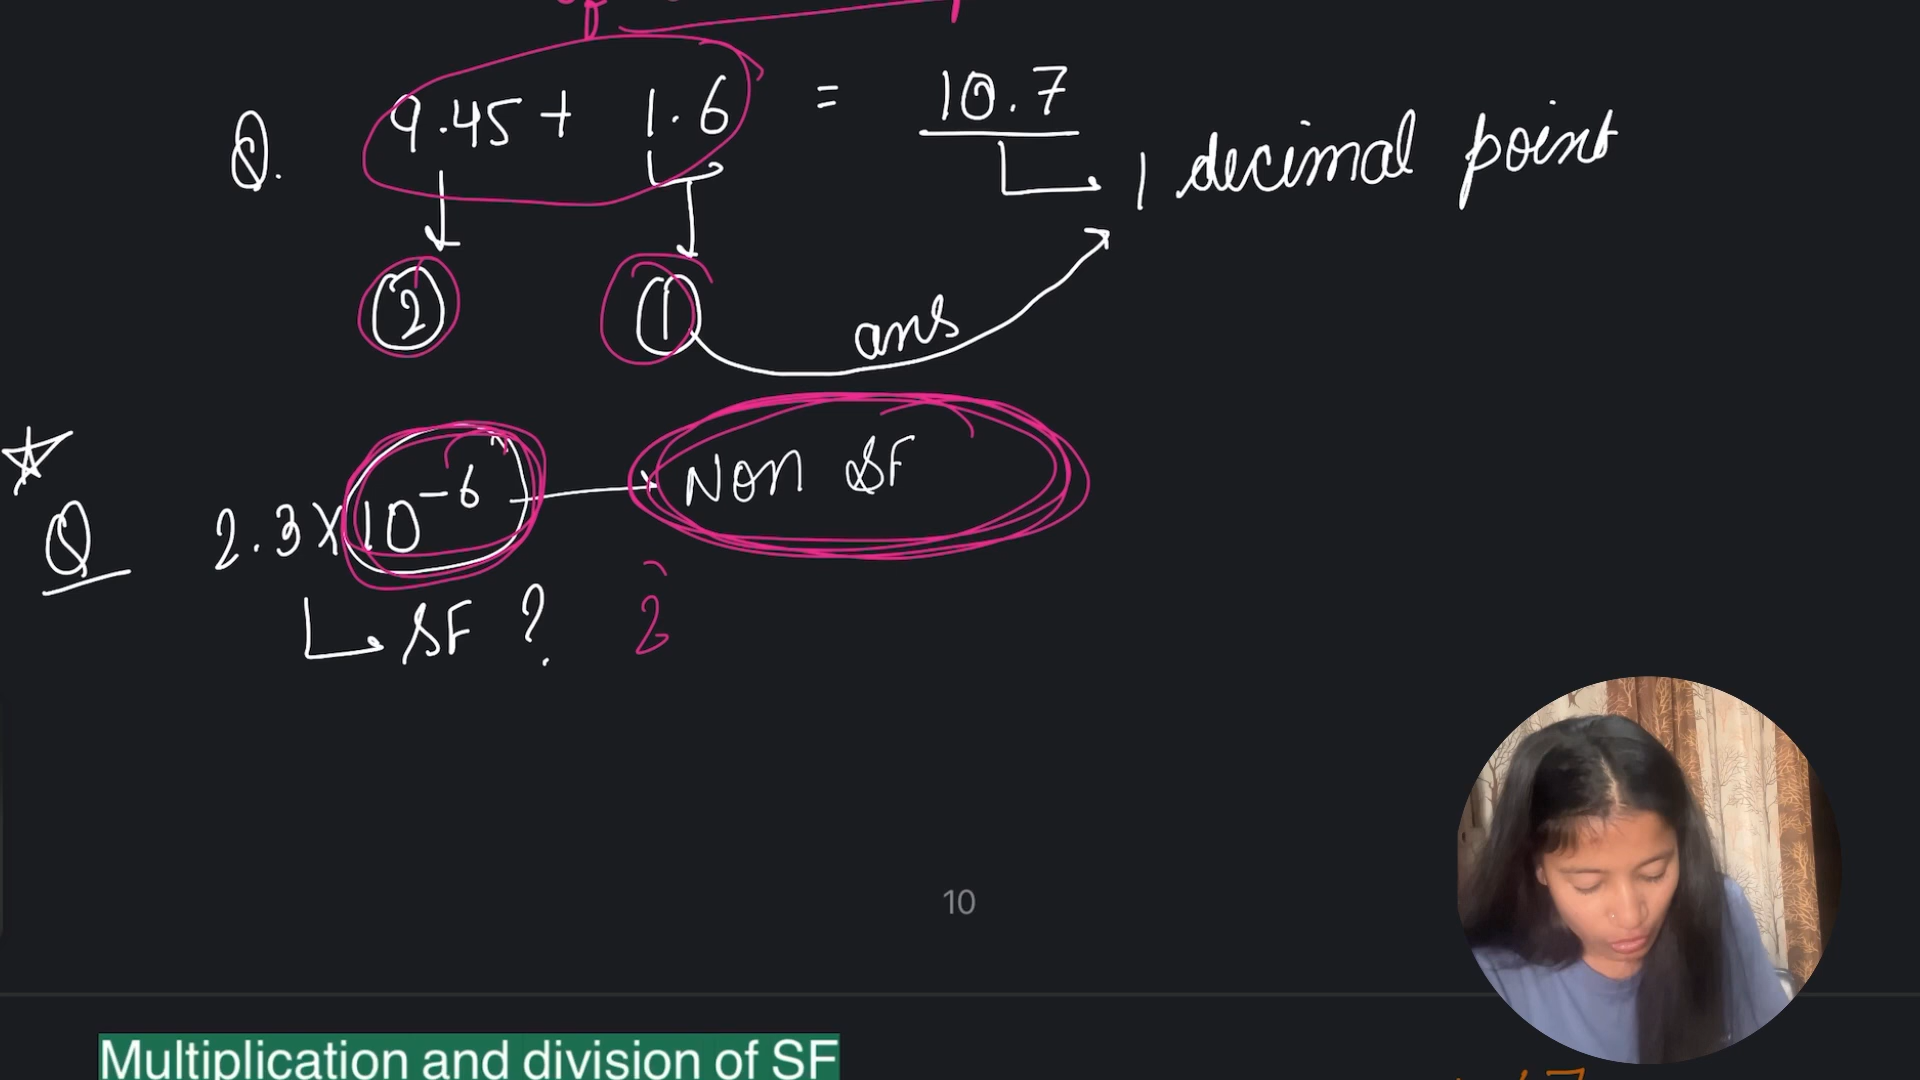 Q. 9.45 + 1.6 = 10.7
1 decimal point
2 1
ans
Q 2.3×10⁻⁶ Non SF
SF ? 2
10
Multiplication and division of SF